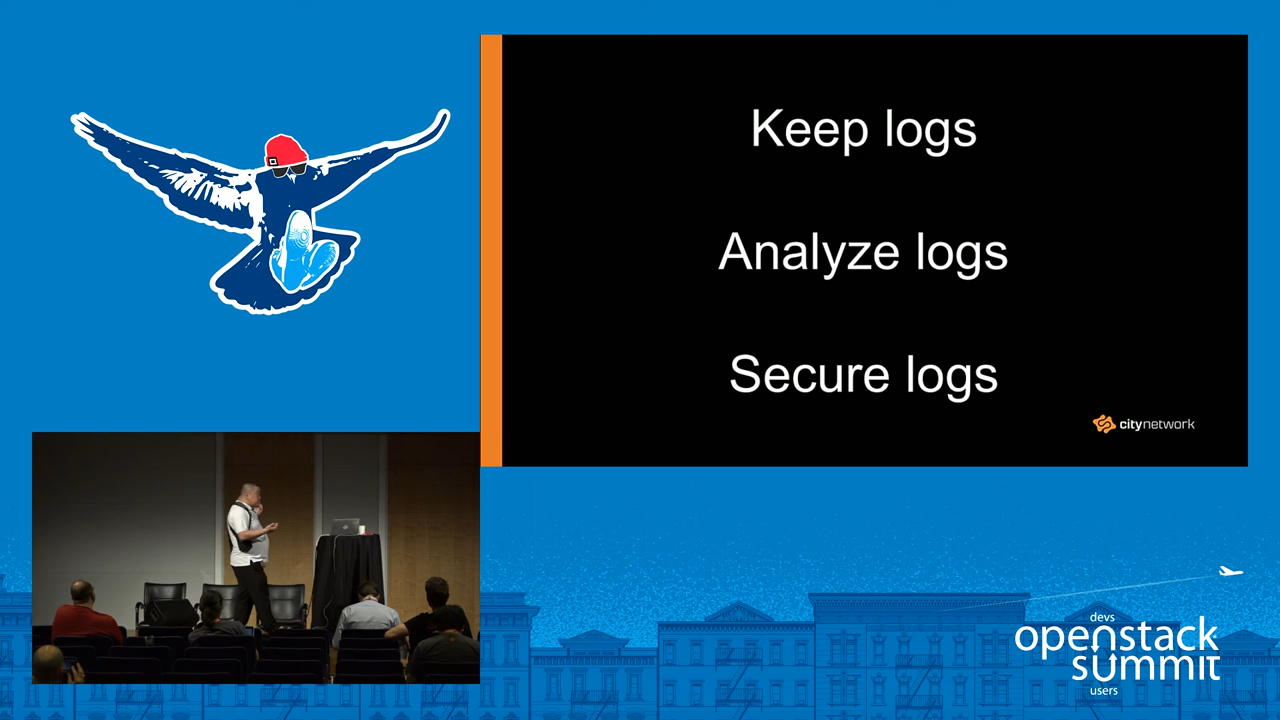 Keep logs
Analyze logs
Secure logs
citynetwork
devs
openstack
summit
users